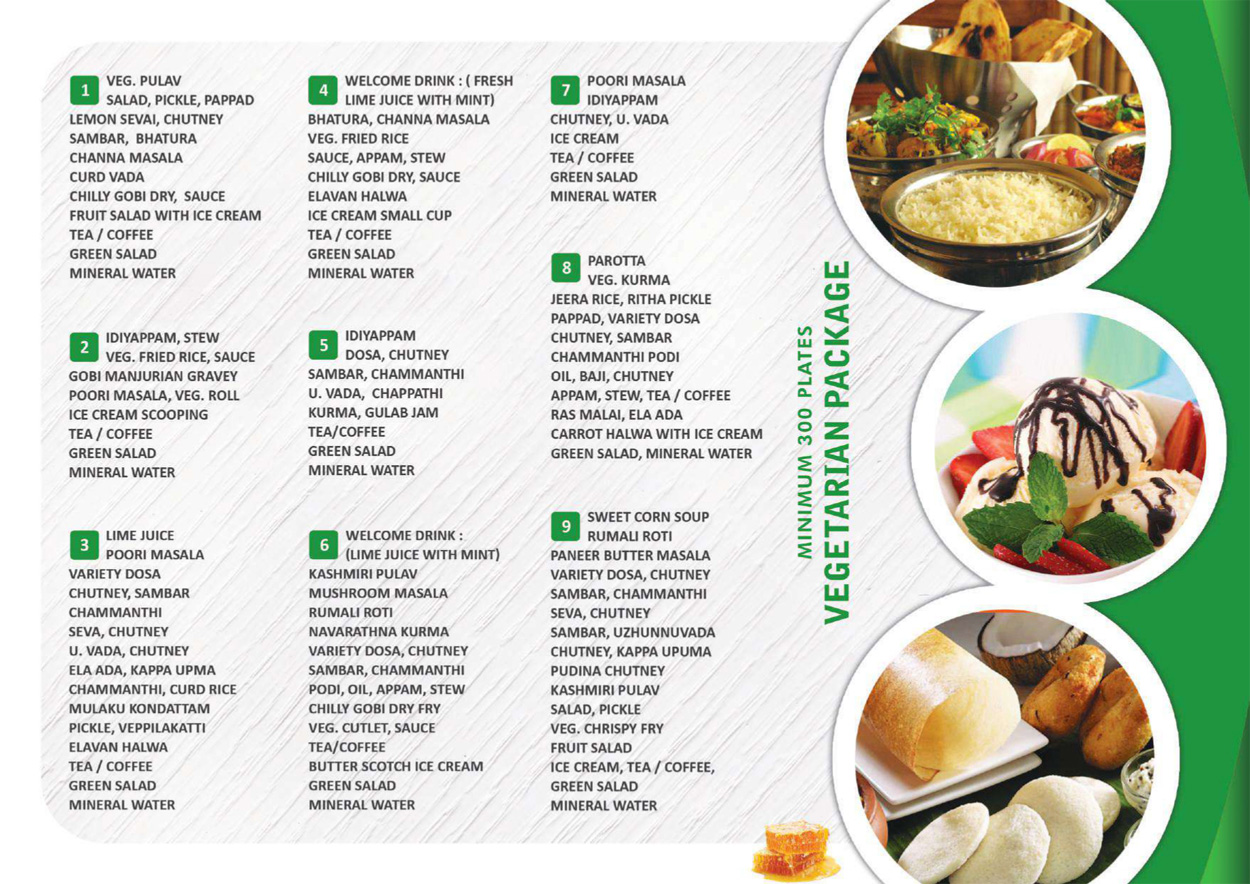 1
VEG. PULAV
SALAD, PICKLE, PAPPAD
LEMON SEVAI, CHUTNEY
SAMBAR, BHATURA
CHANNA MASALA
CURD VADA
CHILLY GOBI DRY, SAUCE
FRUIT SALAD WITH ICE CREAM
TEA / COFFEE
GREEN SALAD
MINERAL WATER
2
IDIYAPPAM, STEW
VEG. FRIED RICE, SAUCE
GOBI MANJURIAN GRAVEY
POORI MASALA, VEG. ROLL
ICE CREAM SCOOPING
TEA / COFFEE
GREEN SALAD
MINERAL WATER
3
LIME JUICE
POORI MASALA
VARIETY DOSA
CHUTNEY, SAMBAR
CHAMMANTHI
SEVA, CHUTNEY
U. VADA, CHUTNEY
ELA ADA, KAPPA UPMA
CHAMMANTHI, CURD RICE
MULAKU KONDATTAM
PICKLE, VEPPILAKATTI
ELAVAN HALWA
TEA / COFFEE
GREEN SALAD
MINERAL WATER
4
WELCOME DRINK : ( FRESH
LIME JUICE WITH MINT)
BHATURA, CHANNA MASALA
VEG. FRIED RICE
SAUCE, APPAM, STEW
CHILLY GOBI DRY, SAUCE
ELAVAN HALWA
ICE CREAM SMALL CUP
TEA / COFFEE
GREEN SALAD
MINERAL WATER
5
IDIYAPPAM
DOSA, CHUTNEY
SAMBAR, CHAMMANTHI
U. VADA, CHAPPATHI
KURMA, GULAB JAM
TEA/COFFEE
GREEN SALAD
MINERAL WATER
6
WELCOME DRINK :
(LIME JUICE WITH MINT)
KASHMIRI PULAV
MUSHROOM MASALA
RUMALI ROTI
NAVARATHNA KURMA
VARIETY DOSA, CHUTNEY
SAMBAR, CHAMMANTHI
PODI, OIL, APPAM, STEW
CHILLY GOBI DRY FRY
VEG. CUTLET, SAUCE
TEA/COFFEE
BUTTER SCOTCH ICE CREAM
GREEN SALAD
MINERAL WATER
7
POORI MASALA
IDIYAPPAM
CHUTNEY, U. VADA
ICE CREAM
TEA / COFFEE
GREEN SALAD
MINERAL WATER
8
PAROTTA
VEG. KURMA
JEERA RICE, RITHA PICKLE
PAPPAD, VARIETY DOSA
CHUTNEY, SAMBAR
CHAMMANTHI PODI
OIL, BAJI, CHUTNEY
APPAM, STEW, TEA / COFFEE
RAS MALAI, ELA ADA
CARROT HALWA WITH ICE CREAM
GREEN SALAD, MINERAL WATER
9
SWEET CORN SOUP
RUMALI ROTI
PANEER BUTTER MASALA
VARIETY DOSA, CHUTNEY
SAMBAR, CHAMMANTHI
SEVA, CHUTNEY
SAMBAR, UZHUNNUVADA
CHUTNEY, KAPPA UPUMA
PUDINA CHUTNEY
KASHMIRI PULAV
SALAD, PICKLE
VEG. CHRISPY FRY
FRUIT SALAD
ICE CREAM, TEA / COFFEE,
GREEN SALAD
MINERAL WATER
MINIMUM 300 PLATES
VEGETARIAN PACKAGE